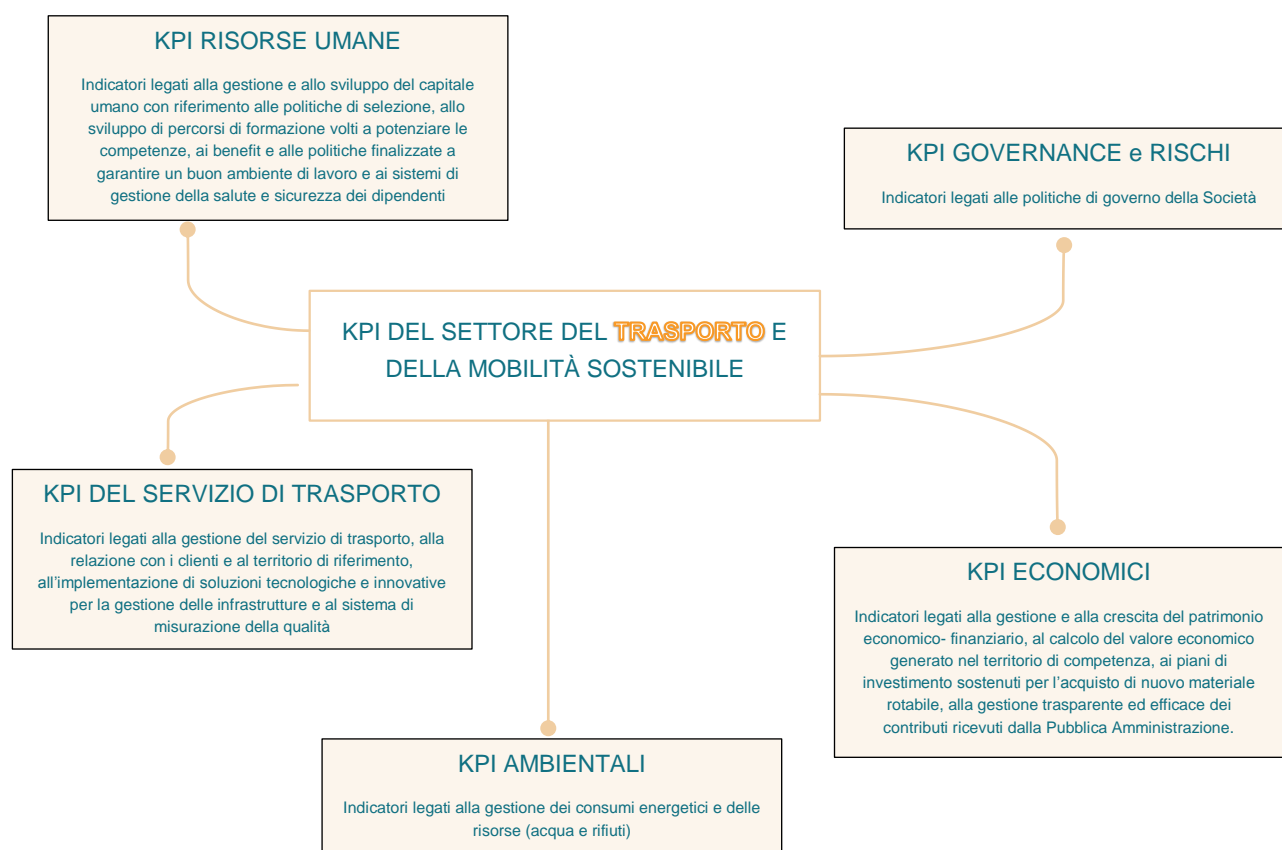 KPI RISORSE UMANE
Indicatori legati alla gestione e allo sviluppo del capitale
umano con riferimento alle politiche di selezione, allo
sviluppo di percorsi di formazione volti a potenziare le
competenze, ai benefit e alle politiche finalizzate a
garantire un buon ambiente di lavoro e ai sistemi di
gestione della salute e sicurezza dei dipendenti
KPI GOVERNANCE e RISCHI
Indicatori legati alle politiche di governo della Società
KPI DEL SETTORE DEL TRASPORTO E
DELLA MOBILITÀ SOSTENIBILE
KPI DEL SERVIZIO DI TRASPORTO
Indicatori legati alla gestione del servizio di trasporto, alla
relazione con i clienti e al territorio di riferimento,
all'implementazione di soluzioni tecnologiche e innovative
per la gestione delle infrastrutture e al sistema di
misurazione della qualità
KPI ECONOMICI
Indicatori legati alla gestione e alla crescita del patrimonio
economico- finanziario, al calcolo del valore economico
generato nel territorio di competenza, ai piani di
investimento sostenuti per l'acquisto di nuovo materiale
rotabile, alla gestione trasparente ed efficace dei
contributi ricevuti dalla Pubblica Amministrazione.
KPI AMBIENTALI
Indicatori legati alla gestione dei consumi energetici e delle
risorse (acqua e rifiuti)